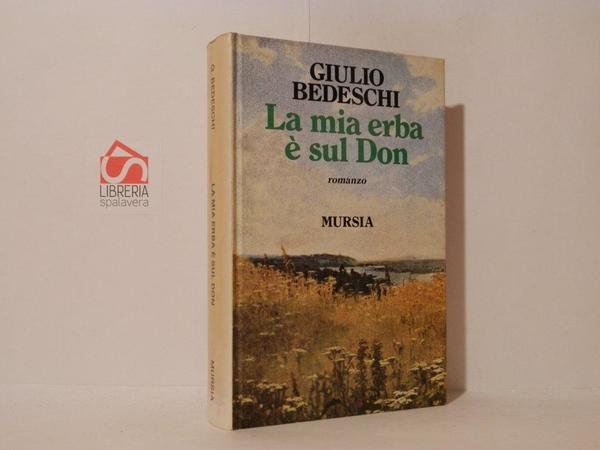 GIULIO
BEDESCHI
La mia erba
è sul Don
romanzo
MURSIA
G. BEDESCHI
LA MIA ERBA È SUL DON
MURSIA
LIBRERIA
spalavera